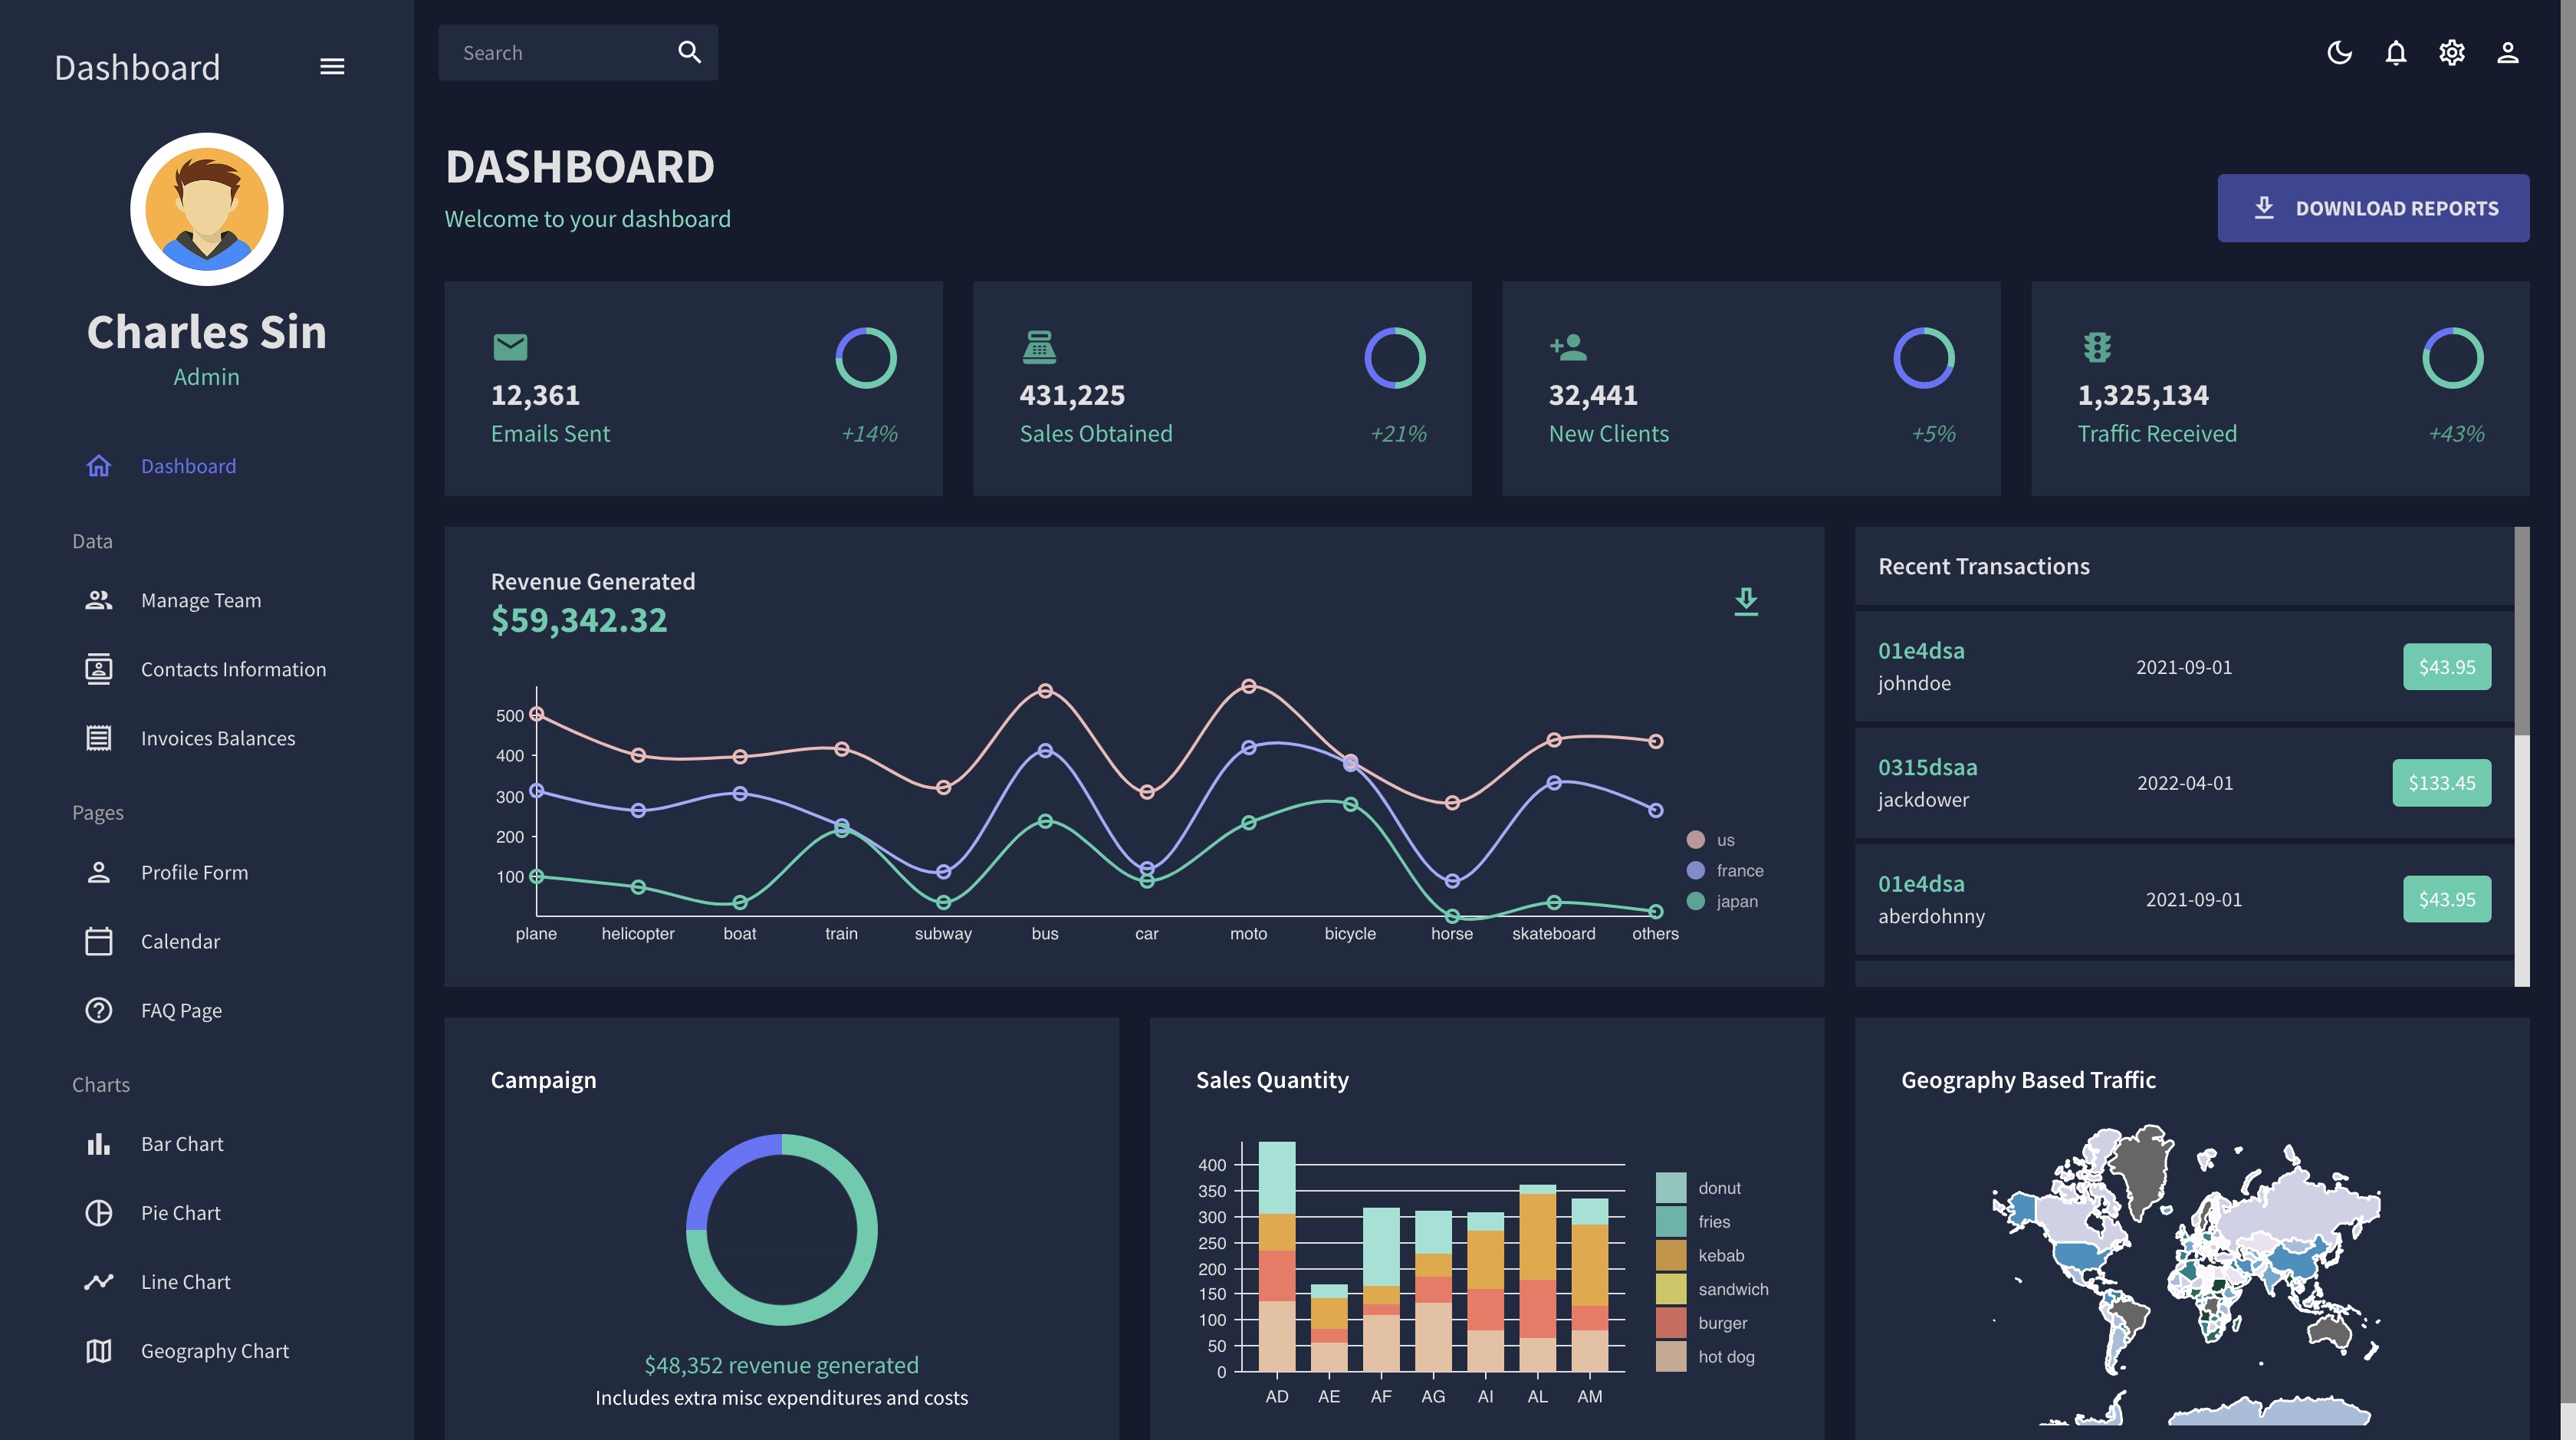 Dashboard
Charles Sin
Admin
Dashboard
Data
Manage Team
Contacts Information
Invoices Balances
Pages
Profile Form
Calendar
FAQ Page
Charts
Bar Chart
Pie Chart
Line Chart
Geography Chart
Search
DASHBOARD
Welcome to your dashboard
DOWNLOAD REPORTS
12,361
Emails Sent +14%
431,225
Sales Obtained +21%
32,441
New Clients +5%
1,325,134
Traffic Received +43%
Revenue Generated
$59,342.32
500
400
300
200
100
plane helicopter boat train subway bus car moto bicycle horse skateboard others
us
france
japan
Recent Transactions
01e4dsa
johndoe
2021-09-01
$43.95
0315dsaa
jackdower
2022-04-01
$133.45
01e4dsa
aberdohnny
2021-09-01
$43.95
Campaign
$48,352 revenue generated
Includes extra misc expenditures and costs
Sales Quantity
400
350
300
250
200
150
100
50
0
AD AE AF AG AI AL AM
donut
fries
kebab
sandwich
burger
hot dog
Geography Based Traffic